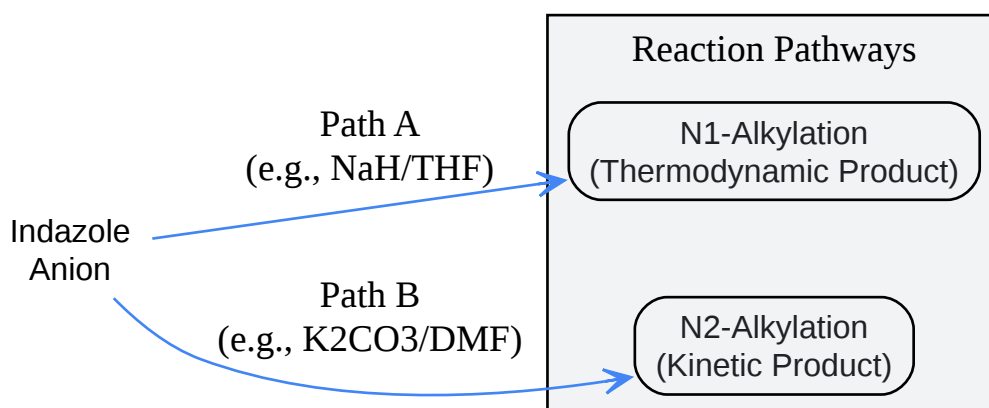 Reaction Pathways
Path A
(e.g., NaH/THF)
N1-Alkylation
(Thermodynamic Product)
Indazole
Anion
Path B
(e.g., K2CO3/DMF)
N2-Alkylation
(Kinetic Product)